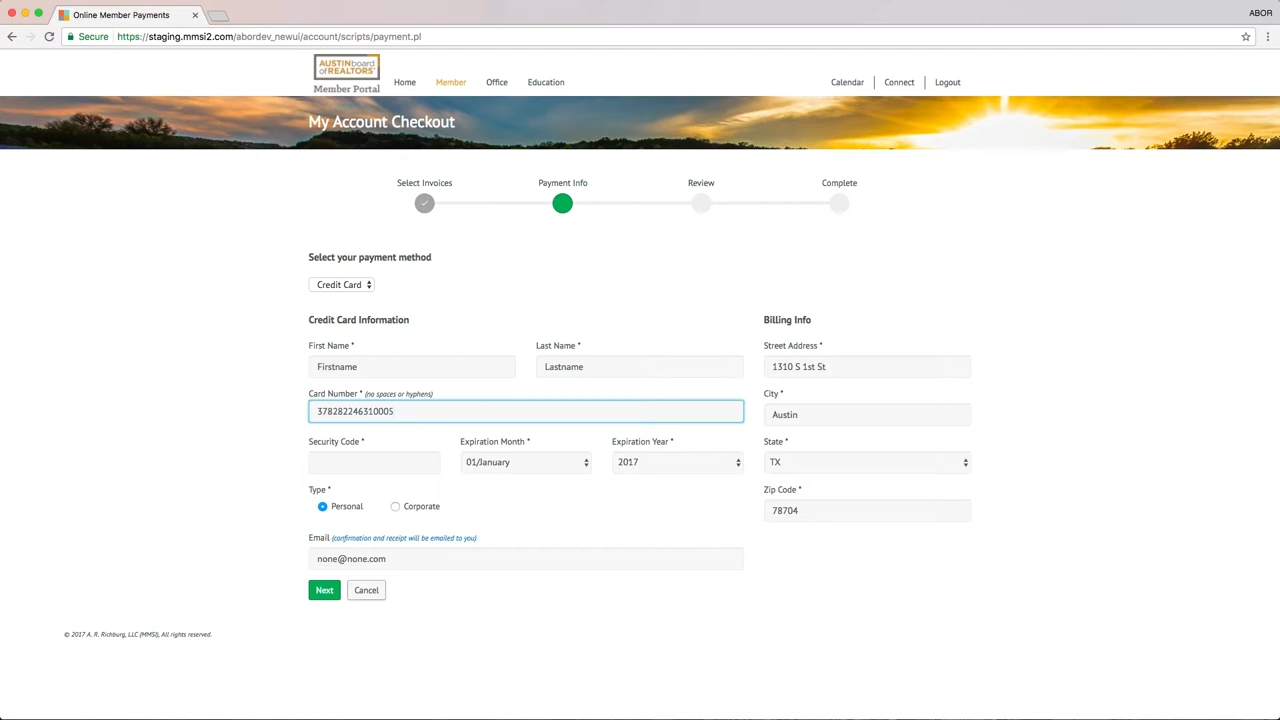 Online Member Payments
ABOR
Secure https://staging.mmsi2.com/abordev_newui/account/scripts/payment.pl
AUSTINboard
ofREALTORS®
Member Portal
Home Member Office Education
Calendar Connect Logout
My Account Checkout
Select Invoices Payment Info Review Complete
Select your payment method
Credit Card
Credit Card Information
Billing Info
First Name * Last Name * Street Address *
Firstname Lastname 1310 S 1st St
Card Number * (no spaces or hyphens) City *
378282246310005
Austin
Security Code * Expiration Month * Expiration Year * State *
01/January 2017 TX
Type * Zip Code *
Personal Corporate
78704
Email (confirmation and receipt will be emailed to you)
none@none.com
Next Cancel
© 2017 A. R. Richburg, LLC (MMSI), All rights reserved.